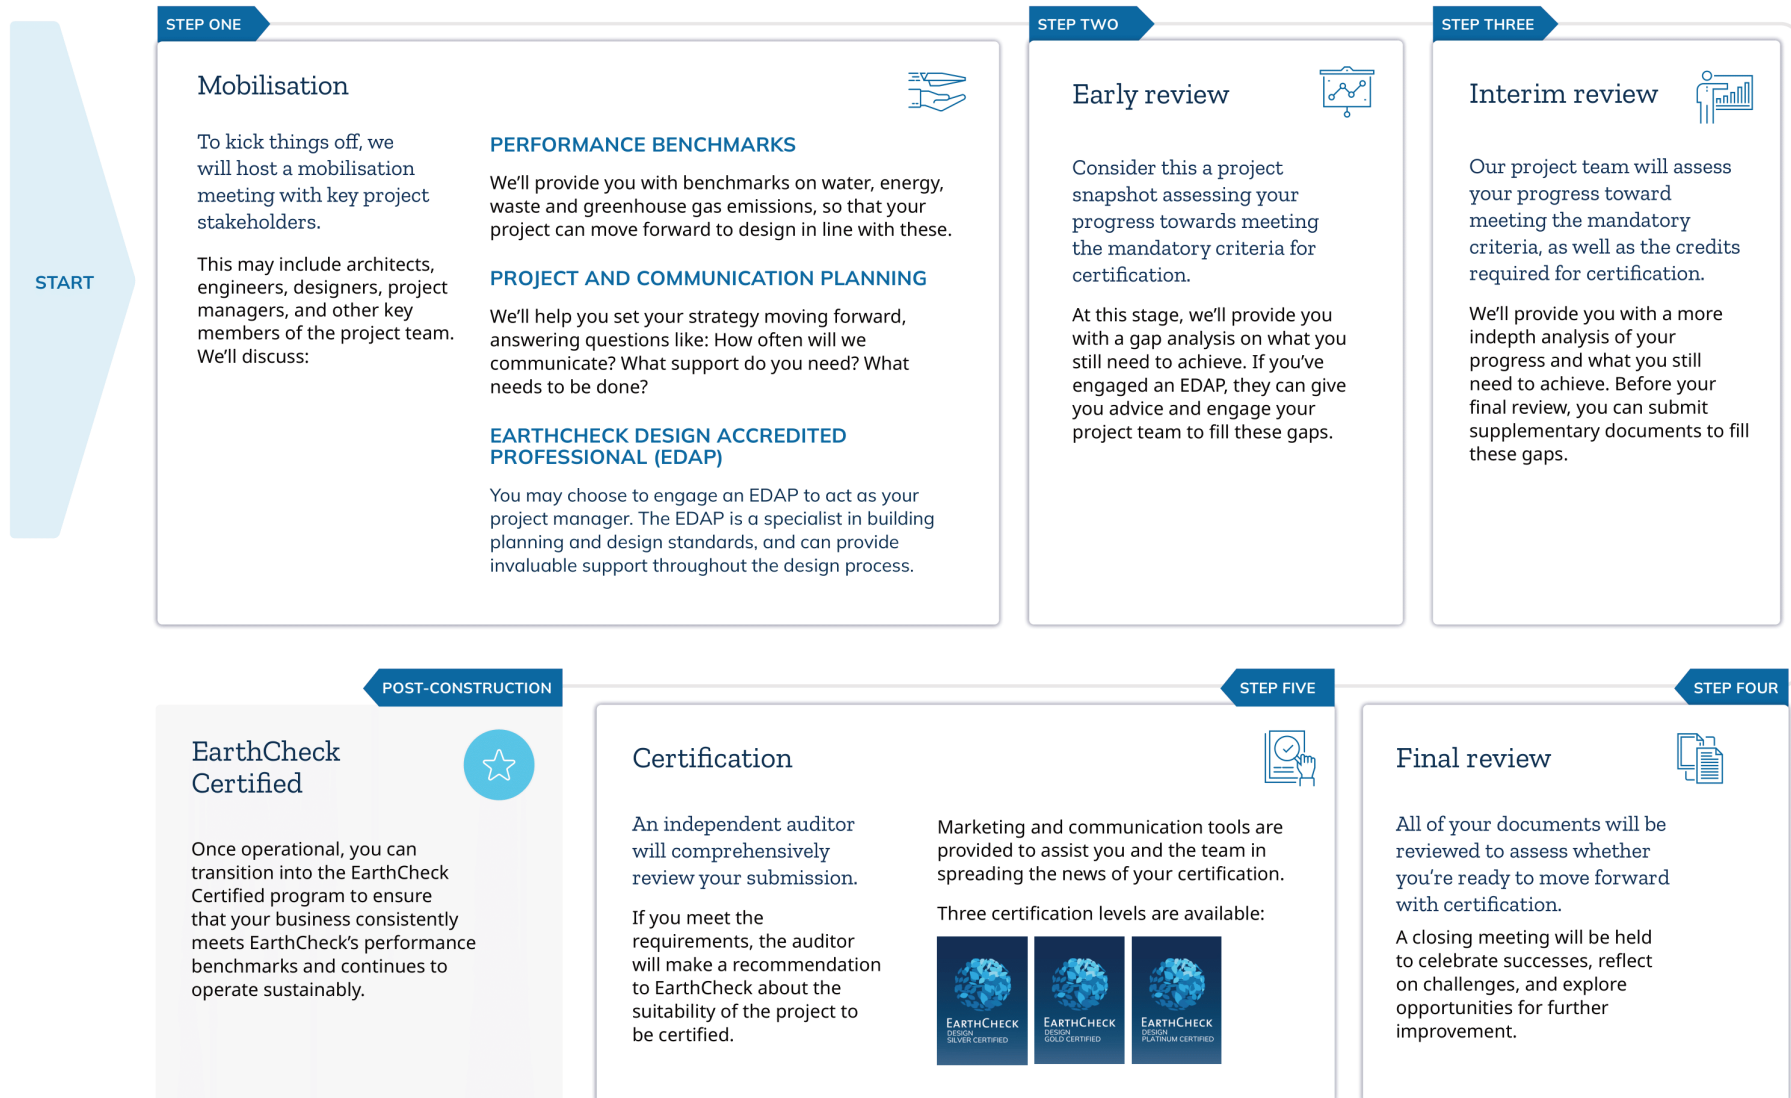 START
STEP ONE
Mobilisation
To kick things off, we
will host a mobilisation
meeting with key project
stakeholders.
This may include architects,
engineers, designers, project
managers, and other key
members of the project team.
We'll discuss:
PERFORMANCE BENCHMARKS
We'll provide you with benchmarks on water, energy,
waste and greenhouse gas emissions, so that your
project can move forward to design in line with these.
PROJECT AND COMMUNICATION PLANNING
We'll help you set your strategy moving forward,
answering questions like: How often will we
communicate? What support do you need? What
needs to be done?
EARTHCHECK DESIGN ACCREDITED
PROFESSIONAL (EDAP)
You may choose to engage an EDAP to act as your
project manager. The EDAP is a specialist in building
planning and design standards, and can provide
invaluable support throughout the design process.
STEP TWO
Early review
Consider this a project
snapshot assessing your
progress towards meeting
the mandatory criteria for
certification.
At this stage, we'll provide you
with a gap analysis on what you
still need to achieve. If you've
engaged an EDAP, they can give
you advice and engage your
project team to fill these gaps.
STEP THREE
Interim review
Our project team will assess
your progress toward
meeting the mandatory
criteria, as well as the credits
required for certification.
We'll provide you with a more
indepth analysis of your
progress and what you still
need to achieve. Before your
final review, you can submit
supplementary documents to fill
these gaps.
STEP FOUR
Final review
All of your documents will be
reviewed to assess whether
you're ready to move forward
with certification.
A closing meeting will be held
to celebrate successes, reflect
on challenges, and explore
opportunities for further
improvement.
STEP FIVE
Certification
An independent auditor
will comprehensively
review your submission.
If you meet the
requirements, the auditor
will make a recommendation
to EarthCheck about the
suitability of the project to
be certified.
Marketing and communication tools are
provided to assist you and the team in
spreading the news of your certification.
Three certification levels are available:
EARTHCHECK
DESIGN
SILVER CERTIFIED
EARTHCHECK
DESIGN
GOLD CERTIFIED
EARTHCHECK
DESIGN
PLATINUM CERTIFIED
POST-CONSTRUCTION
EarthCheck
Certified
Once operational, you can
transition into the EarthCheck
Certified program to ensure
that your business consistently
meets EarthCheck's performance
benchmarks and continues to
operate sustainably.